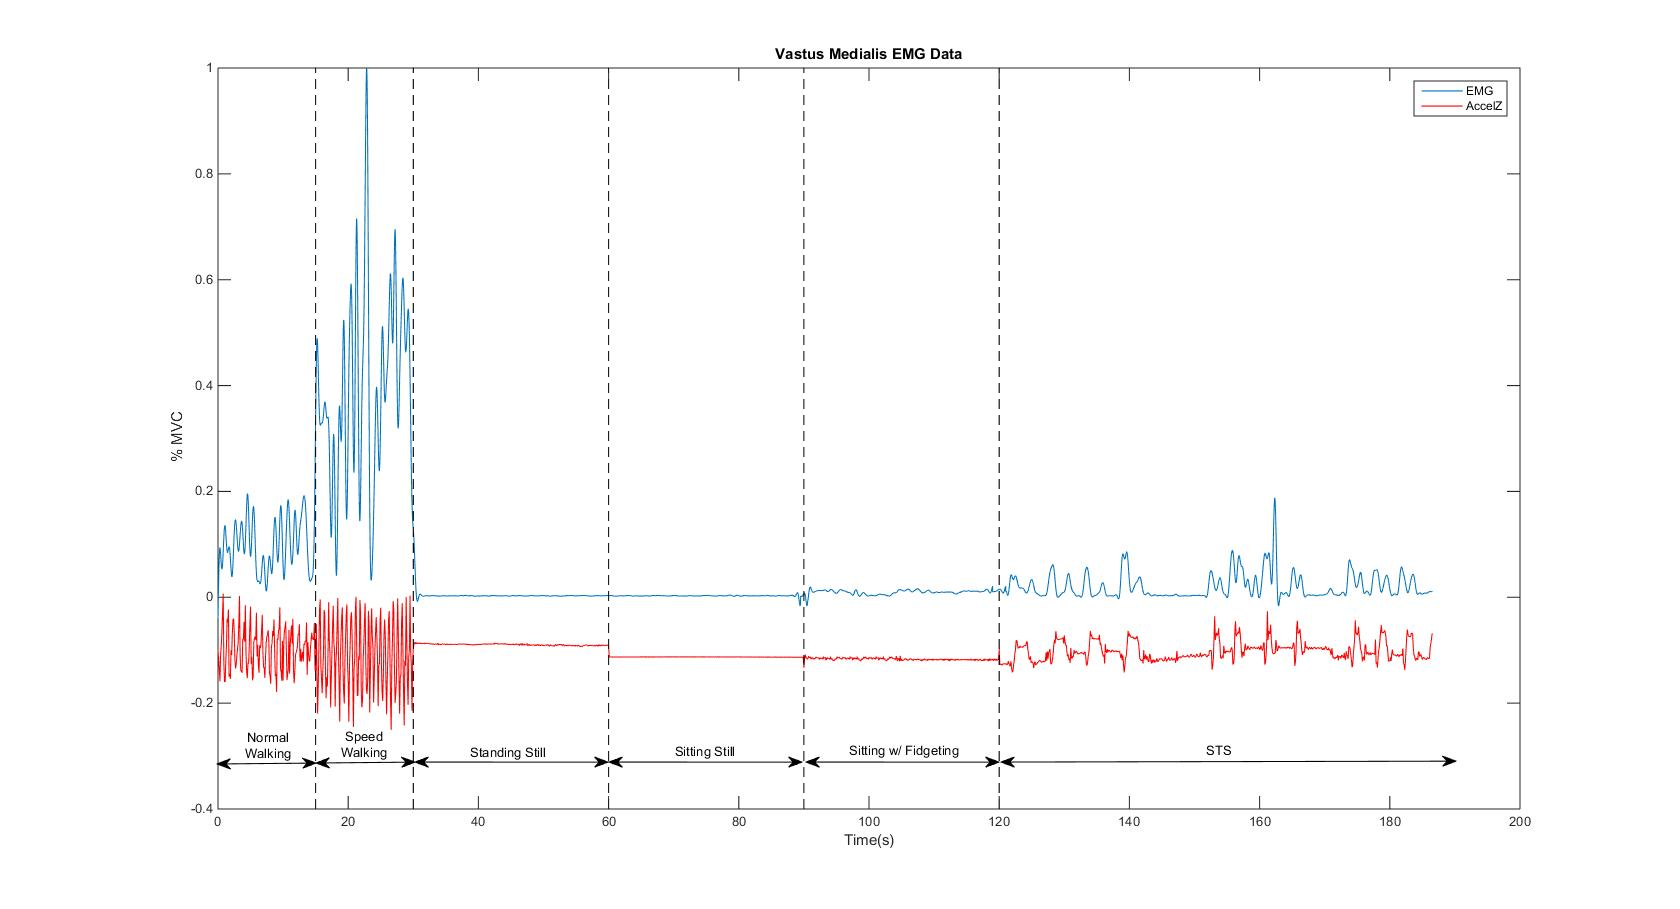 Vastus Medialis EMG Data
EMG
AccelZ
1
0.8
0.6
0.4
0.2
0
-0.2
-0.4
% MVC
Normal
Walking
Speed
Walking
Standing Still
Sitting Still
Sitting w/ Fidgeting
STS
0 20 40 60 80 100 120 140 160 180 200
Time(s)